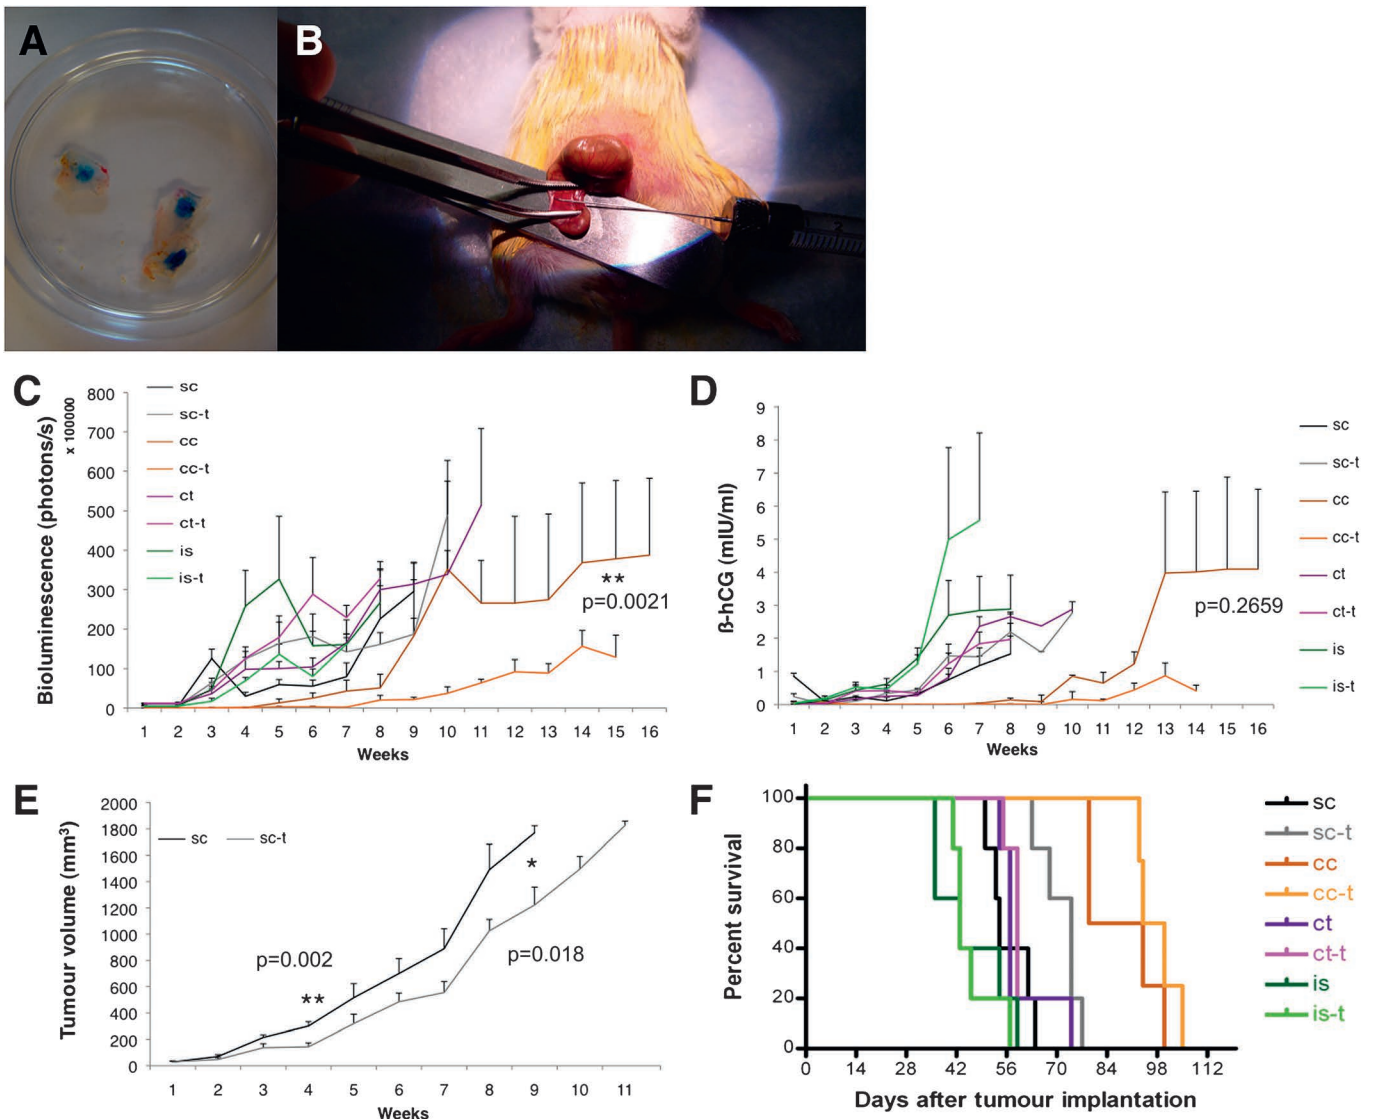 A
B
C
Bioluminescence (photons/s)
x 100000
800
700
600
500
400
300
200
100
0
sc
sc-t
cc
cc-t
ct
ct-t
is
is-t
**
p=0.0021
1 2 3 4 5 6 7 8 9 10 11 12 13 14 15 16
Weeks
D
ß-hCG (mIU/ml)
9
8
7
6
5
4
3
2
1
0
p=0.2659
1 2 3 4 5 6 7 8 9 10 11 12 13 14 15 16
Weeks
sc
sc-t
cc
cc-t
ct
ct-t
is
is-t
E
Tumour volume (mm³)
2000
1800
1600
1400
1200
1000
800
600
400
200
0
sc sc-t
*
p=0.002
p=0.018
**
1 2 3 4 5 6 7 8 9 10 11
Weeks
F
Percent survival
100
80
60
40
20
0
0 14 28 42 56 70 84 98 112
Days after tumour implantation
sc
sc-t
cc
cc-t
ct
ct-t
is
is-t